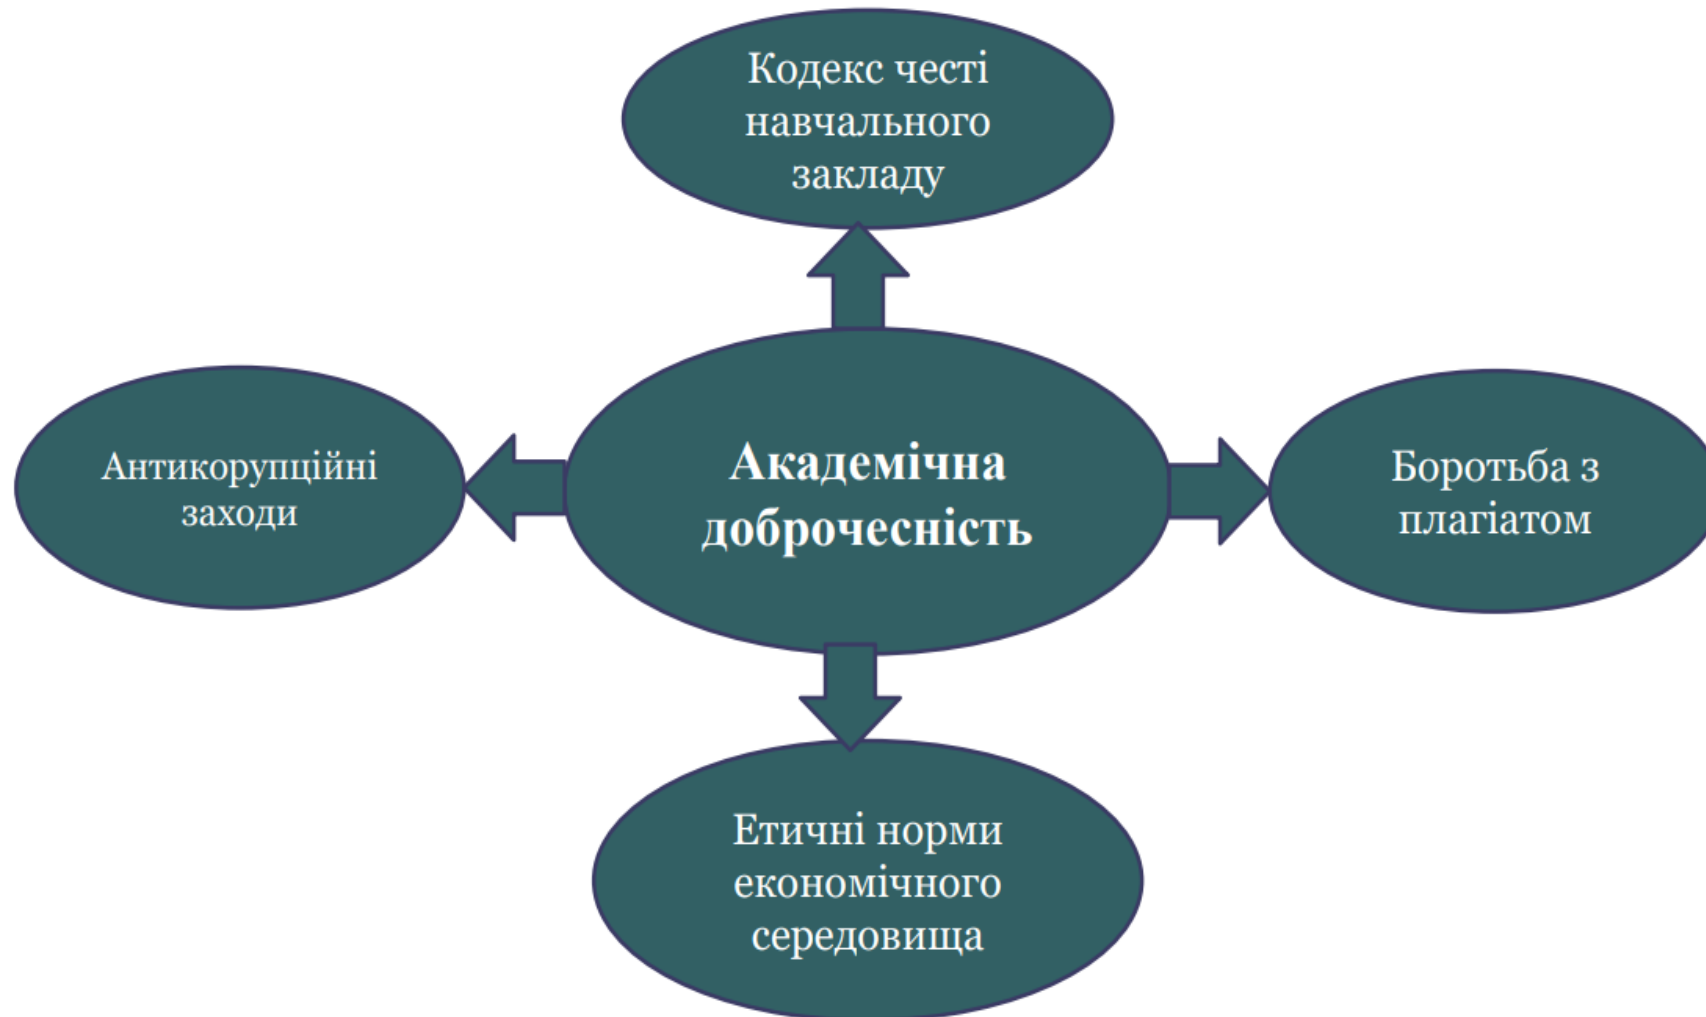 Кодекс честі
навчального
закладу
Антикорупційні
заходи
Академічна
доброчесність
Боротьба з
плагіатом
Етичні норми
економічного
середовища